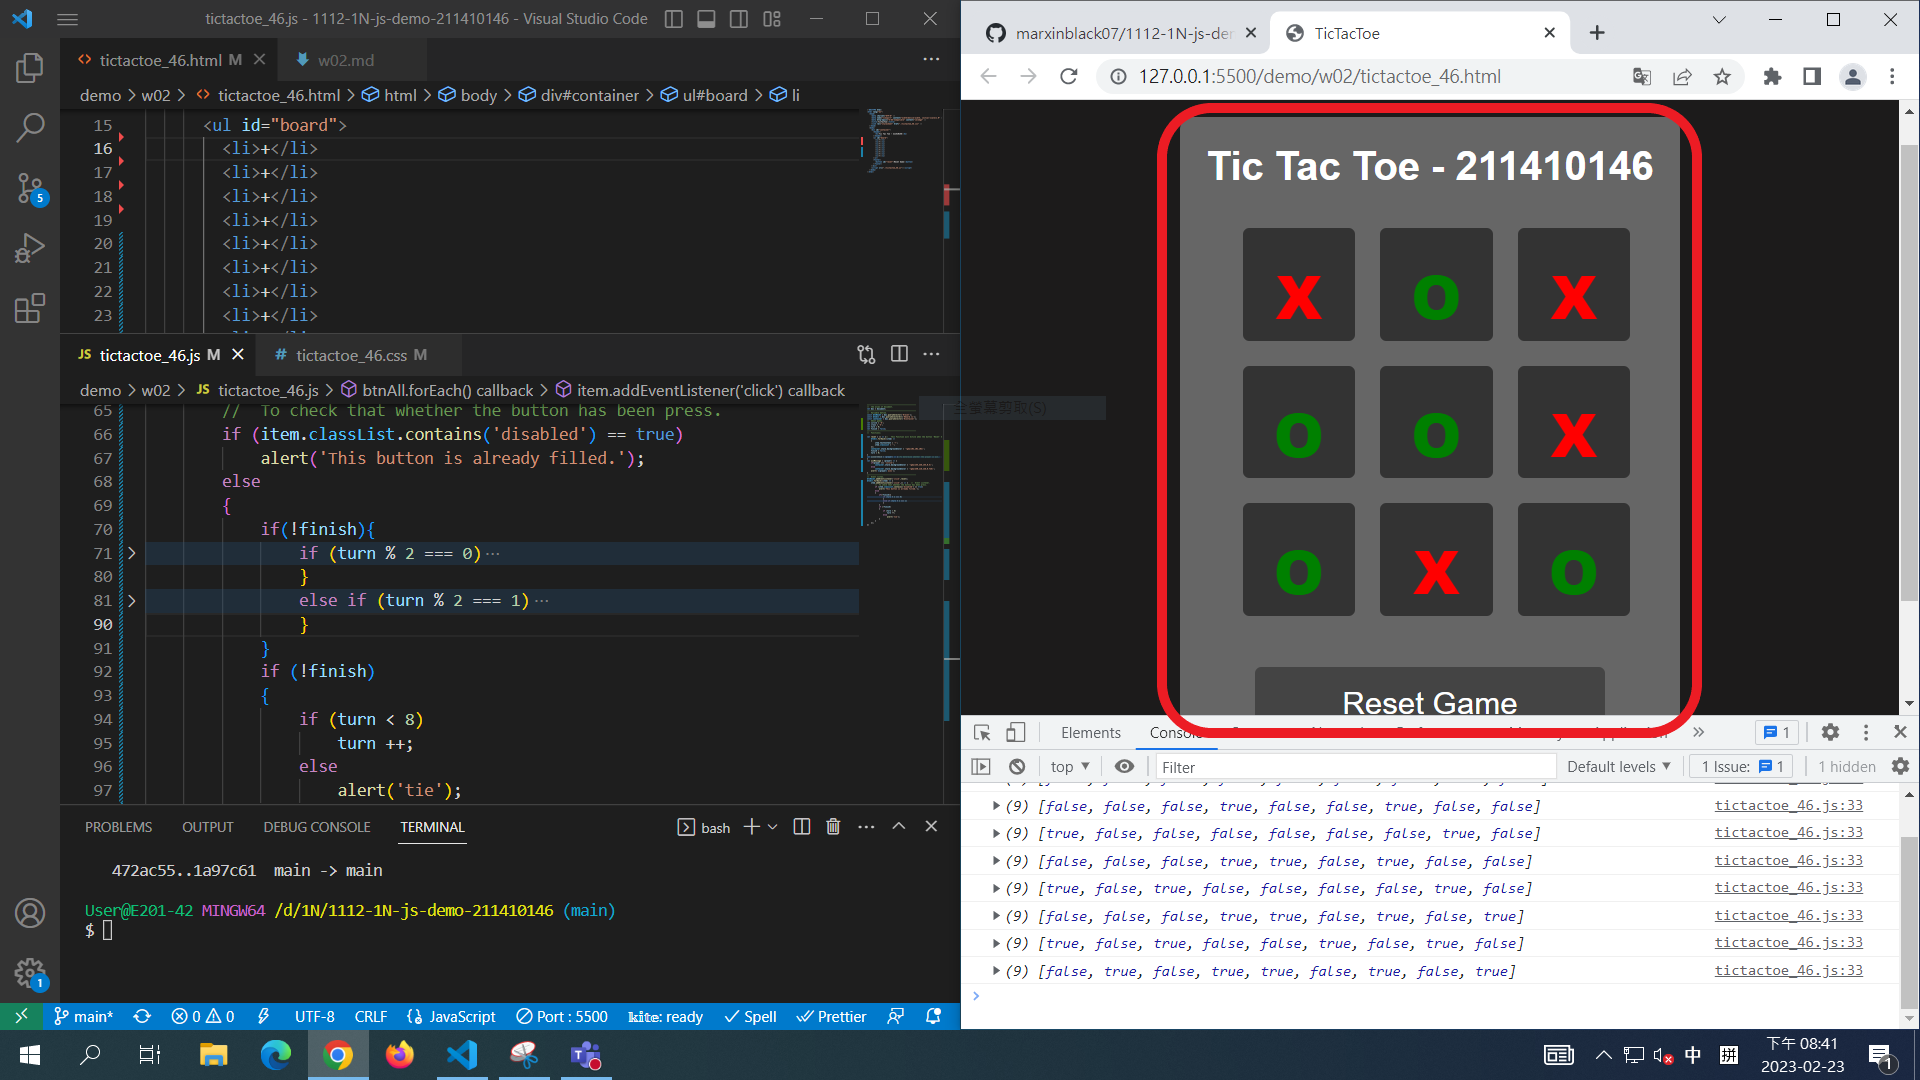 tictactoe_46.js - 1112-1N-js-demo-211410146 - Visual Studio Code
tictactoe_46.html M
w02.md
demo > w02 > tictactoe_46.html > html > body > div#container > ul#board > li
15 <ul id="board">
16 <li>+</li>
17 <li>+</li>
18 <li>+</li>
19 <li>+</li>
20 <li>+</li>
21 <li>+</li>
22 <li>+</li>
23 <li>+</li>
JS tictactoe_46.js M
# tictactoe_46.css M
demo > w02 > JS tictactoe_46.js > btnAll.forEach() callback > item.addEventListener('click') callback
65 // To check that whether the button has been press.
66 if (item.classList.contains('disabled') == true)
67 alert('This button is already filled.');
68 else
69 {
70 if(!finish){
71 if (turn % 2 === 0)···
80 }
81 else if (turn % 2 === 1)···
90 }
91 }
92 if (!finish)
93 {
94 if (turn < 8)
95 turn ++;
96 else
97 alert('tie');
PROBLEMS OUTPUT DEBUG CONSOLE TERMINAL
bash
472ac55..1a97c61 main -> main
User@E201-42 MINGW64 /d/1N/1112-1N-js-demo-211410146 (main)
$
5
1
main* 0 0 UTF-8 CRLF JavaScript Port : 5500 kite: ready Spell Prettier
marxinblack07/1112-1N-js-de
TicTacToe
127.0.0.1:5500/demo/w02/tictactoe_46.html
Tic Tac Toe - 211410146
x o x
o o x
o x o
Reset Game
全螢幕剪取(S)
Elements Console
1
top Filter Default levels 1 Issue: 1 1 hidden
(9) [false, false, false, true, false, false, true, false, false] tictactoe_46.js:33
(9) [true, false, false, false, false, false, false, true, false] tictactoe_46.js:33
(9) [false, false, false, true, true, false, true, false, false] tictactoe_46.js:33
(9) [true, false, true, false, false, false, false, true, false] tictactoe_46.js:33
(9) [false, false, false, true, true, false, true, false, true] tictactoe_46.js:33
(9) [true, false, true, false, false, true, false, true, false] tictactoe_46.js:33
(9) [false, true, false, true, true, false, true, false, true] tictactoe_46.js:33
中 拼
下午 08:41
2023-02-23
1